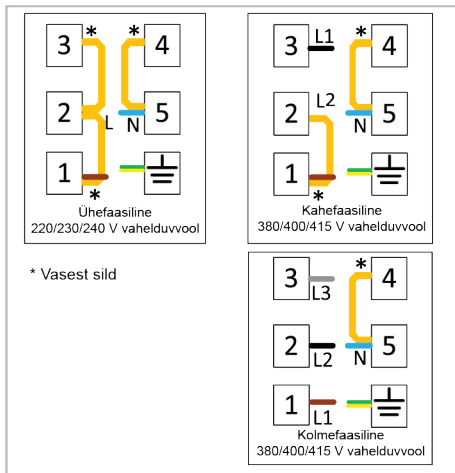 3 * * 4
2 L N 5
1
*
Ühefaasiline
220/230/240 V vahelduvvool
3 L1 * 4
2 L2 N 5
1
*
Kahefaasiline
380/400/415 V vahelduvvool
* Vasest sild
3 L3 * 4
2 L2 N 5
1 L1
Kolmefaasiline
380/400/415 V vahelduvvool